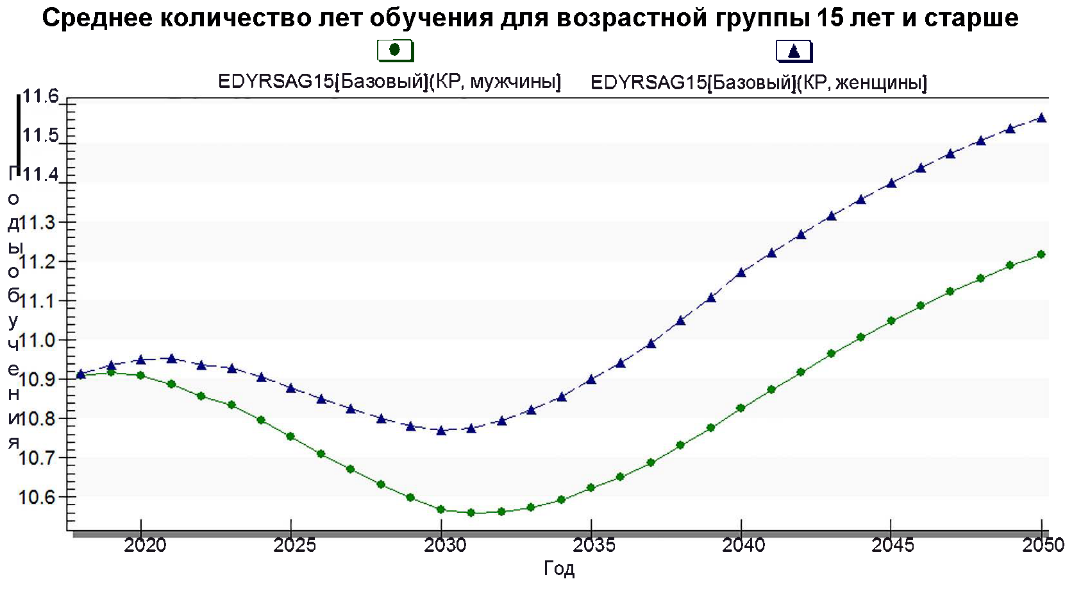 Среднее количество лет обучения для возрастной группы 15 лет и старше
EDYRSAG15[Базовый](КР, мужчины]
EDYRSAG15[Базовый](КР, женщины]
Годы обучения
11.6
11.5
11.4
11.3
11.2
11.1
11.0
10.9
10.8
10.7
10.6
2020 2025 2030 2035 2040 2045 2050
Год